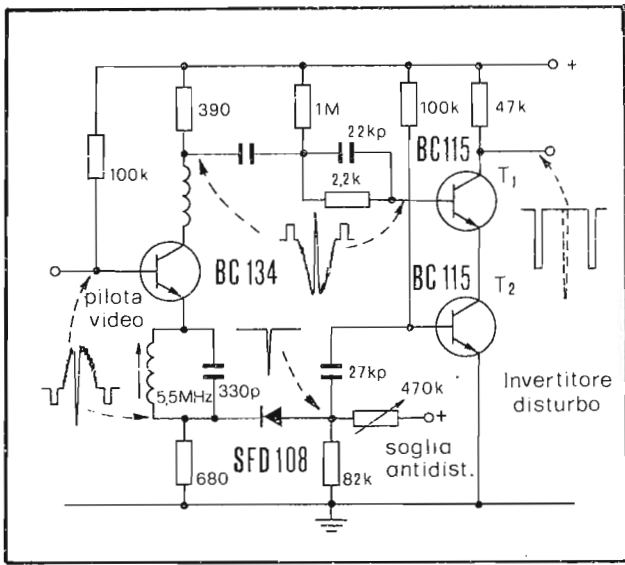 +
390
1M
100k
47k
22kp
BC115
T1
100k
2,2k
BC 134
BC 115
T2
pilota
video
5,5MHz
330p
27kp
470k
+
Invertitore
disturbo
SFD 108
soglia
antidist.
680
82k